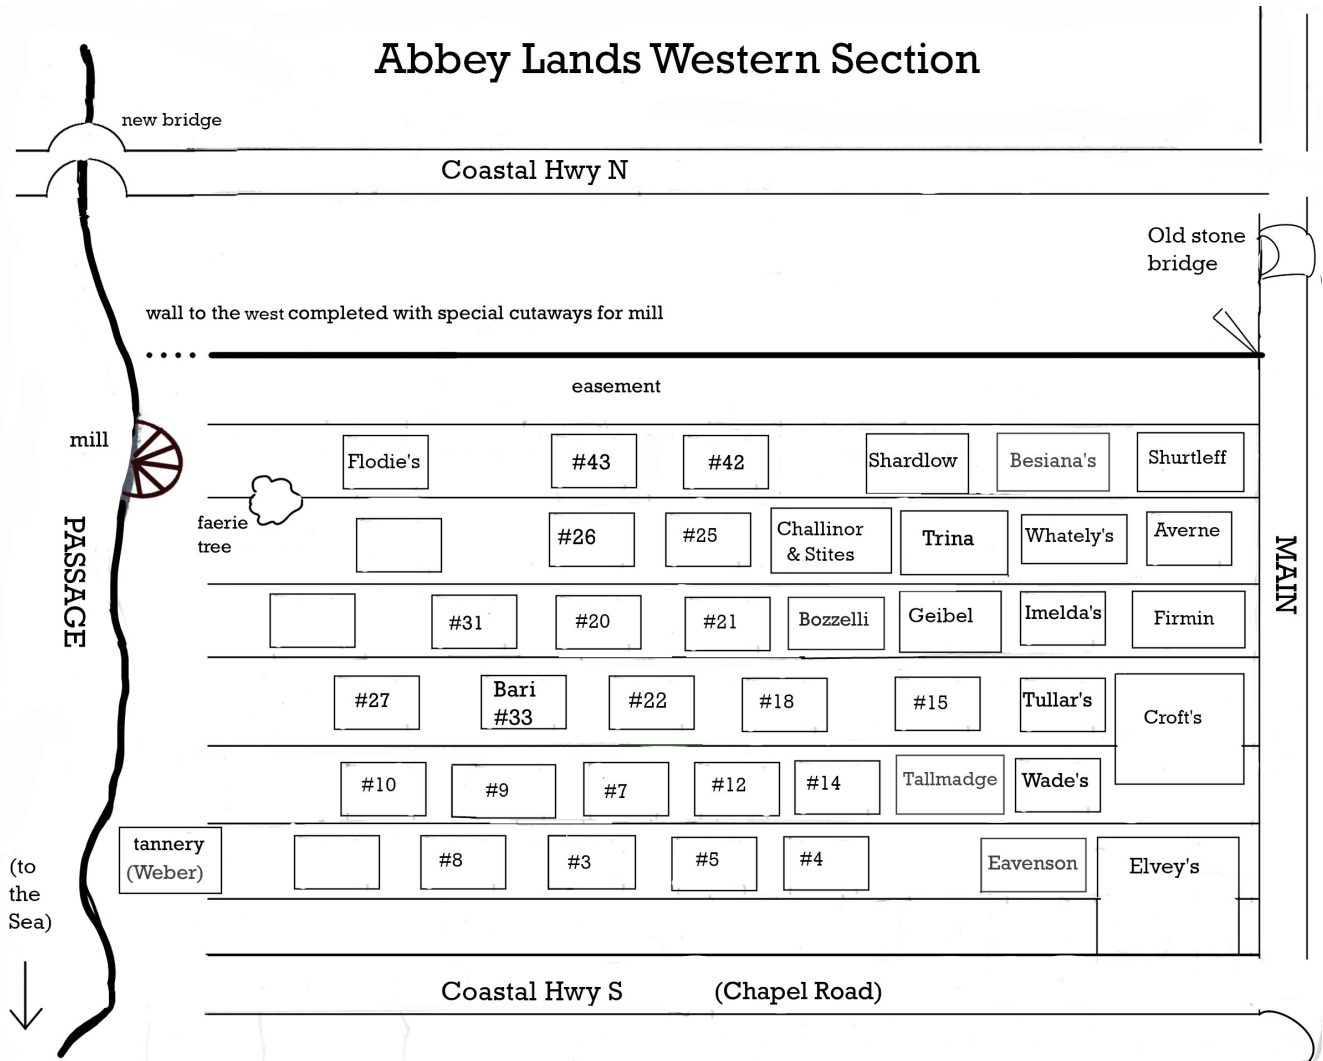 Abbey Lands Western Section
new bridge
Coastal Hwy N
Old stone
bridge
wall to the west completed with special cutaways for mill
easement
mill
Flodie's
#43
#42
Shardlow
Besiana's
Shurtleff
faerie
tree
#26
#25
Challinor
& Stites
Trina
Whately's
Averne
PASSAGE
MAIN
#31
#20
#21
Bozzelli
Geibel
Imelda's
Firmin
#27
Bari
#33
#22
#18
#15
Tullar's
Croft's
#10
#9
#7
#12
#14
Tallmadge
Wade's
tannery
(Weber)
#8
#3
#5
#4
Eavenson
Elvey's
(to
the
Sea)
Coastal Hwy S (Chapel Road)